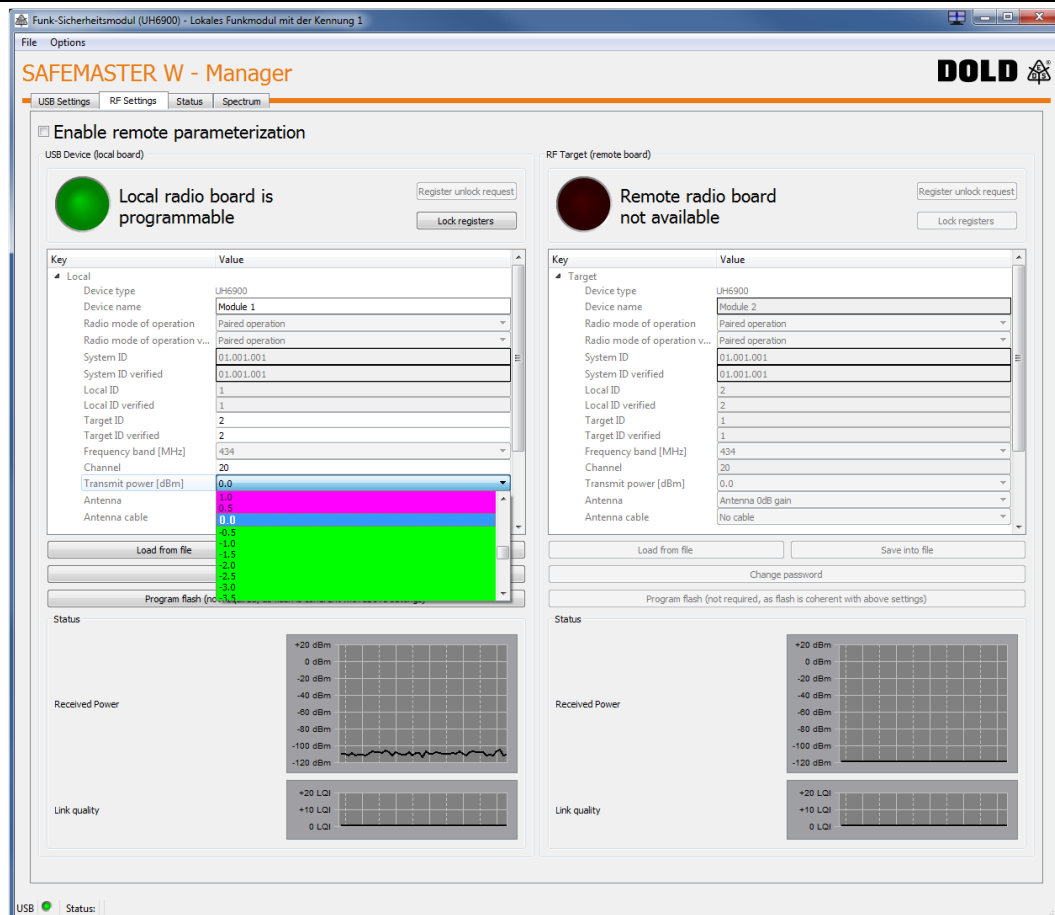 Funk-Sicherheitsmodul (UH6900) - Lokales Funkmodul mit der Kennung 1
File Options
SAFEMASTER W - Manager
DOLD
USB Settings RF Settings Status Spectrum
Enable remote parameterization
USB Device (local board)
Local radio board is
programmable
Register unlock request
Lock registers
Key Value
Local
Device type UH6900
Device name Module 1
Radio mode of operation Paired operation
Radio mode of operation v... Paired operation
System ID 01.001.001
System ID verified 01.001.001
Local ID 1
Local ID verified 1
Target ID 2
Target ID verified 2
Frequency band [MHz] 434
Channel 20
Transmit power [dBm] 0.0
Antenna
Antenna cable
1.0
0.5
0.0
-0.5
-1.0
-1.5
-2.0
-2.5
-3.0
-3.5
Load from file
Program flash (not required, as flash is coherent with above settings)
Status
Received Power
+20 dBm
0 dBm
-20 dBm
-40 dBm
-60 dBm
-80 dBm
-100 dBm
-120 dBm
Link quality
+20 LQI
+10 LQI
0 LQI
RF Target (remote board)
Remote radio board
not available
Register unlock request
Lock registers
Key Value
Target
Device type UH6900
Device name Module 2
Radio mode of operation Paired operation
Radio mode of operation v... Paired operation
System ID 01.001.001
System ID verified 01.001.001
Local ID 2
Local ID verified 2
Target ID 1
Target ID verified 1
Frequency band [MHz] 434
Channel 20
Transmit power [dBm] 0.0
Antenna Antenna 0dB gain
Antenna cable No cable
Load from file Save into file
Change password
Program flash (not required, as flash is coherent with above settings)
Status
Received Power
+20 dBm
0 dBm
-20 dBm
-40 dBm
-60 dBm
-80 dBm
-100 dBm
-120 dBm
Link quality
+20 LQI
+10 LQI
0 LQI
USB Status: